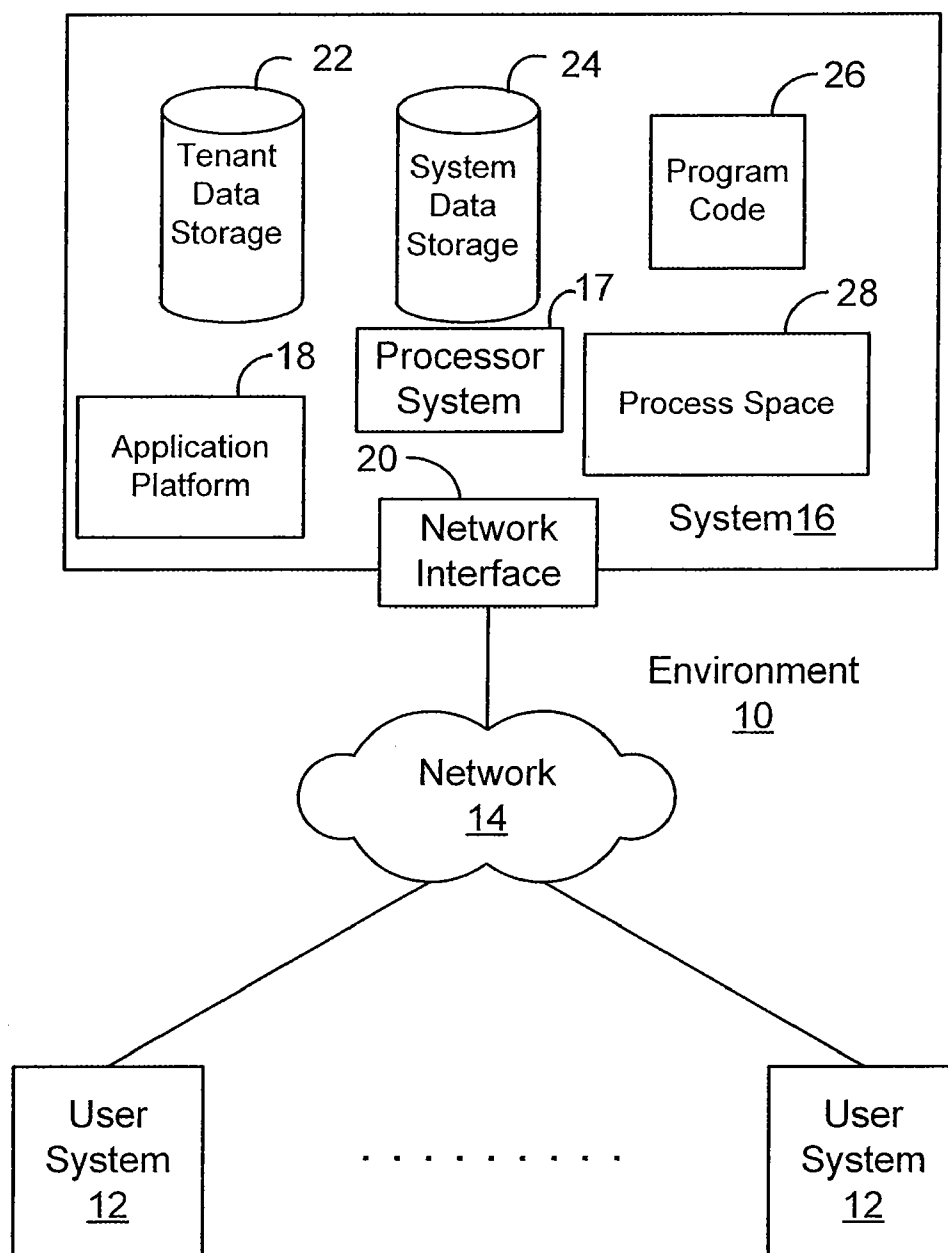 22
24
26
Tenant
Data
Storage
System
Data
Storage
Program
Code
17
28
18
Processor
System
Process Space
Application
Platform
20
Network
Interface
System16
Environment
10
Network
14
User
System
12
. . . . . . . . .
User
System
12